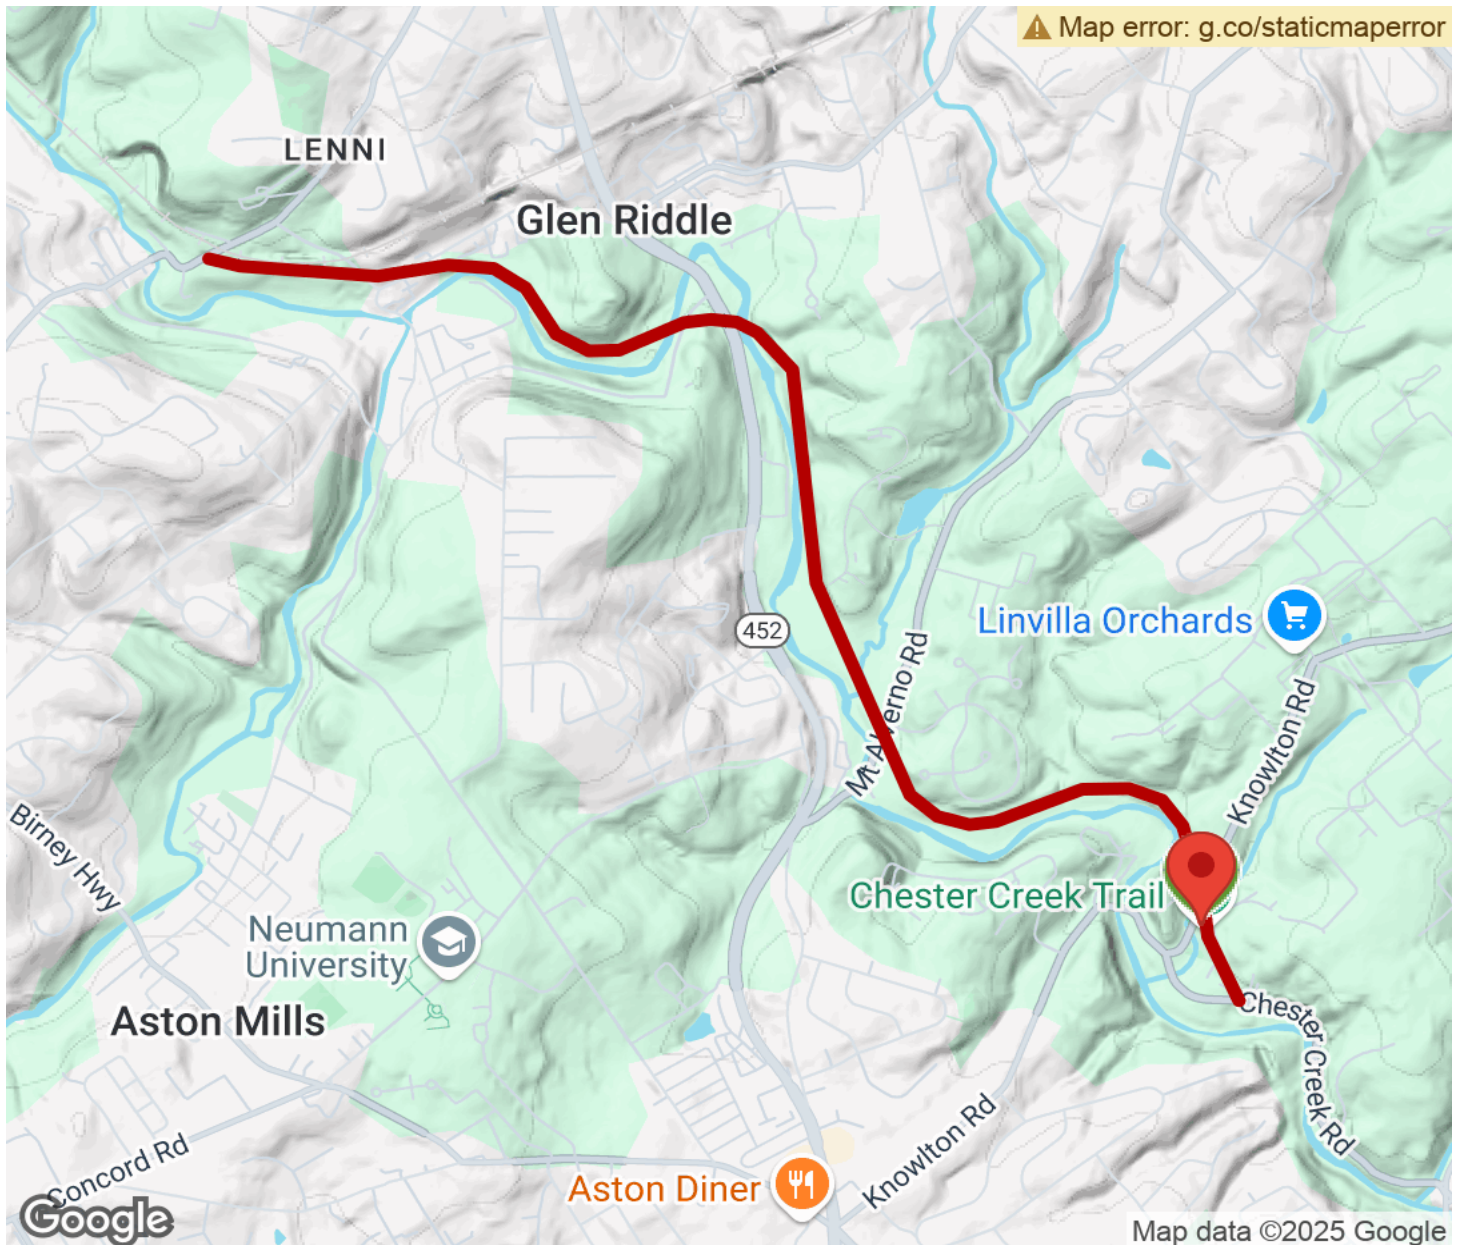 Map error: g.co/staticmaperror
LENNI
Glen Riddle
452
Linvilla Orchards
Mt Alverno Rd
Knowlton Rd
Birney Hwy
Chester Creek Trail
Neumann
University
Aston Mills
Chester Creek Rd
Knowlton Rd
Concord Rd
Aston Diner
Google
Map data ©2025 Google